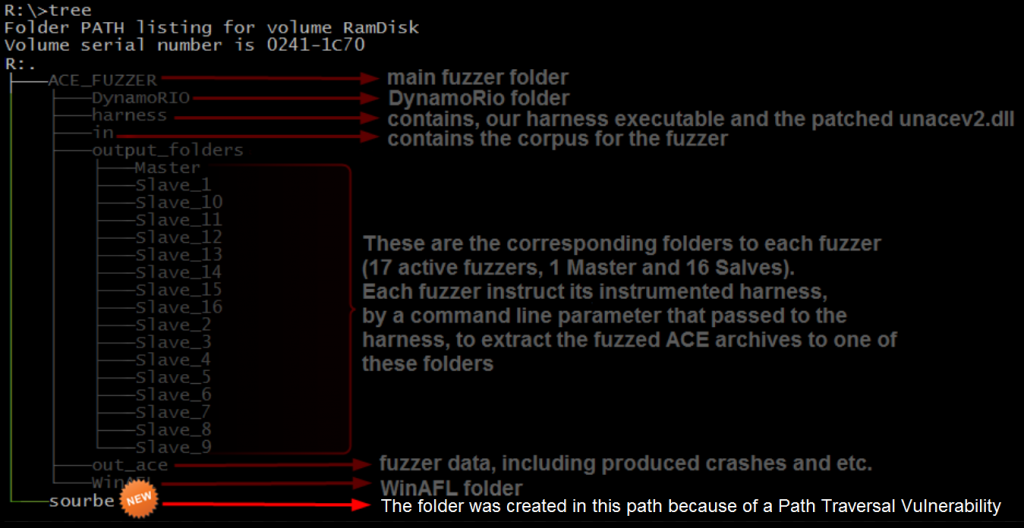 R:\>tree
Folder PATH listing for volume RamDisk
Volume serial number is 0241-1C70
R:.
ACE_FUZZER main fuzzer folder
DynamoRIO DynamoRio folder
harness contains, our harness executable and the patched unacev2.dll
in contains the corpus for the fuzzer
output_folders
Master
Slave_1
Slave_10
Slave_11
Slave_12
Slave_13
Slave_14
Slave_15
Slave_16
Slave_2
Slave_3
Slave_4
Slave_5
Slave_6
Slave_7
Slave_8
Slave_9
These are the corresponding folders to each fuzzer
(17 active fuzzers, 1 Master and 16 Salves).
Each fuzzer instruct its instrumented harness,
by a command line parameter that passed to the
harness, to extract the fuzzed ACE archives to one of
these folders
out_ace fuzzer data, including produced crashes and etc.
WinAFL folder
sourbe NEW The folder was created in this path because of a Path Traversal Vulnerability